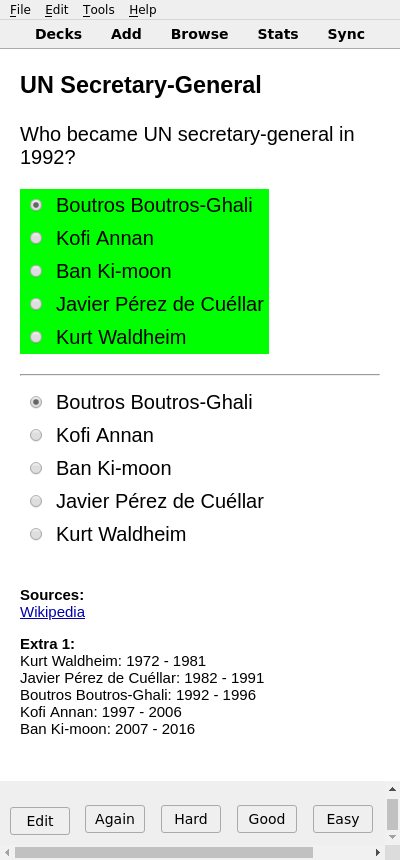 File Edit Tools Help
Decks Add Browse Stats Sync
UN Secretary-General
Who became UN secretary-general in
1992?
Boutros Boutros-Ghali
Kofi Annan
Ban Ki-moon
Javier Pérez de Cuéllar
Kurt Waldheim
Boutros Boutros-Ghali
Kofi Annan
Ban Ki-moon
Javier Pérez de Cuéllar
Kurt Waldheim
Sources:
Wikipedia
Extra 1:
Kurt Waldheim: 1972 - 1981
Javier Pérez de Cuéllar: 1982 - 1991
Boutros Boutros-Ghali: 1992 - 1996
Kofi Annan: 1997 - 2006
Ban Ki-moon: 2007 - 2016
Edit Again Hard Good Easy